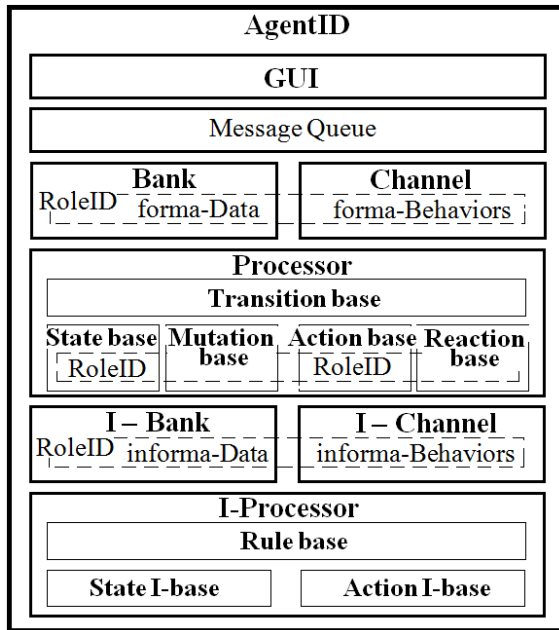 AgentID
GUI
Message Queue
Bank Channel
RoleID forma-Data forma-Behaviors
Processor
Transition base
State base Mutation base Action base Reaction base
RoleID RoleID
I – Bank I – Channel
RoleID informa-Data informa-Behaviors
I-Processor
Rule base
State I-base Action I-base